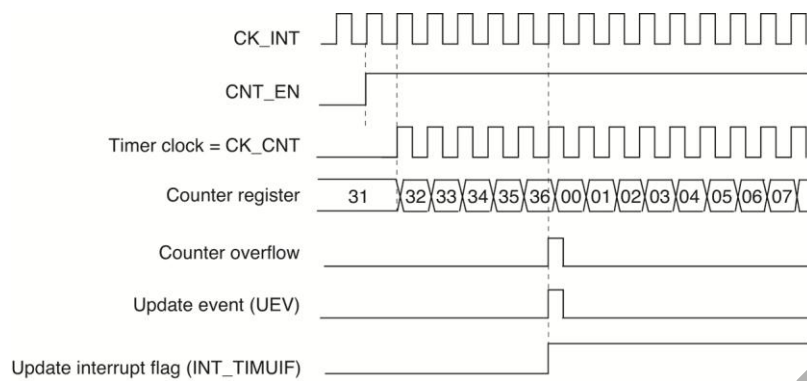 CK_INT
CNT_EN
Timer clock = CK_CNT
Counter register 31 32 33 34 35 36 00 01 02 03 04 05 06 07
Counter overflow
Update event (UEV)
Update interrupt flag (INT_TIMUIF)